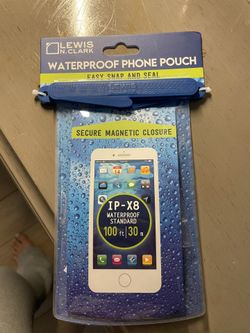 LEWIS
N. CLARK
WATERPROOF PHONE POUCH
EASY SNAP AND SEAL
SECURE MAGNETIC CLOSURE
IP-X8
WATERPROOF
STANDARD
100 ft | 30 m